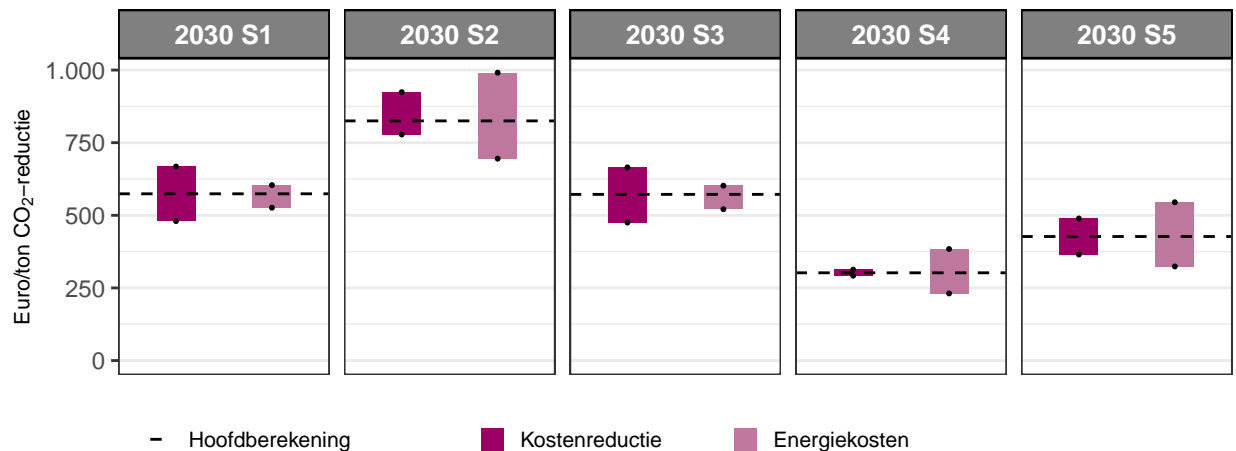 2030 S1
2030 S2
2030 S3
2030 S4
2030 S5
Euro/ton CO₂−reductie
1.000
750
500
250
0
Hoofdberekening
Kostenreductie
Energiekosten